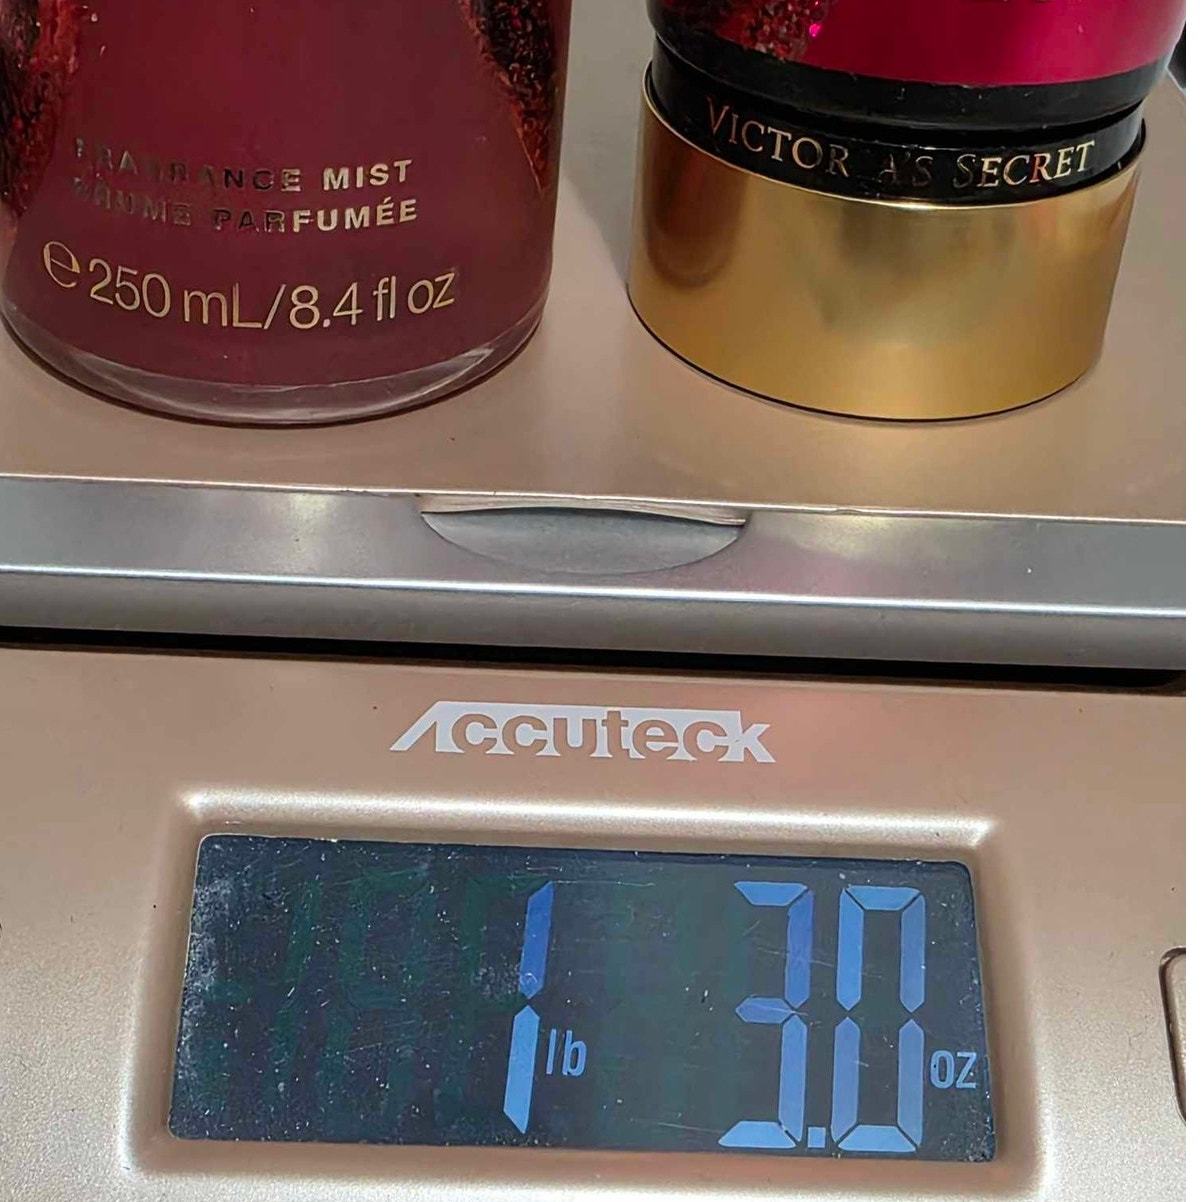 FRAGRANCE MIST
BRUME PARFUMÉE
℮ 250 mL/8.4 fl oz
VICTORIA'S SECRET
Accuteck
1 lb 3.0 oz